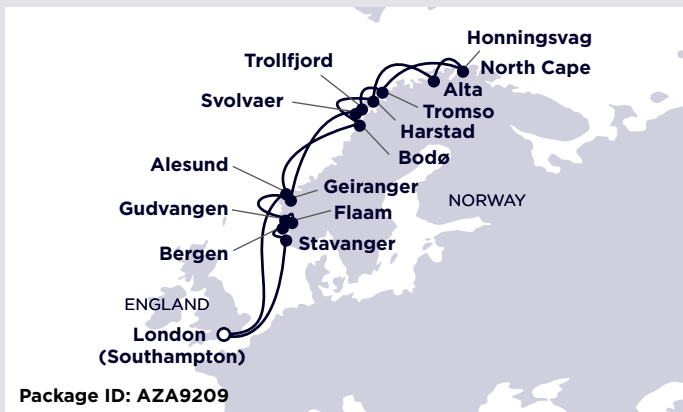 Honningsvag
Trollfjord
North Cape
Alta
Svolvaer
Tromso
Harstad
Bodø
Alesund
Geiranger
NORWAY
Gudvangen
Flaam
Stavanger
Bergen
ENGLAND
London
(Southampton)
Package ID: AZA9209